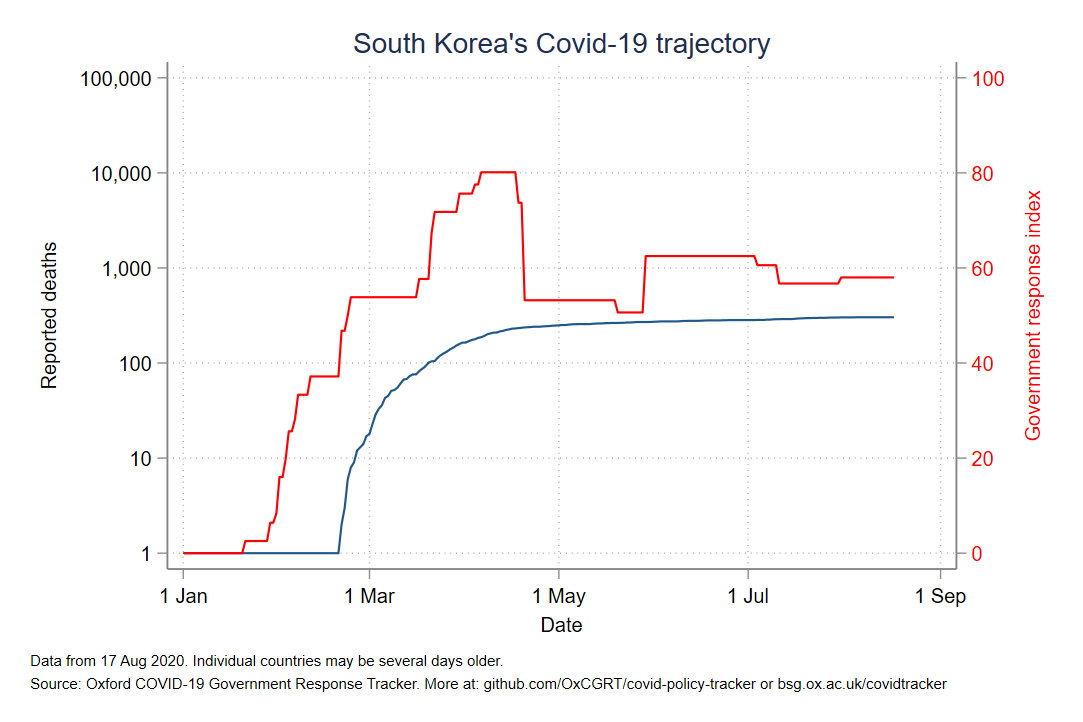 South Korea's Covid-19 trajectory
100,000
10,000
1,000
100
10
1
Reported deaths
100
80
60
40
20
0
Government response index
1 Jan
1 Mar
1 May
1 Jul
1 Sep
Date
Data from 17 Aug 2020. Individual countries may be several days older.
Source: Oxford COVID-19 Government Response Tracker. More at: github.com/OxCGRT/covid-policy-tracker or bsg.ox.ac.uk/covidtracker